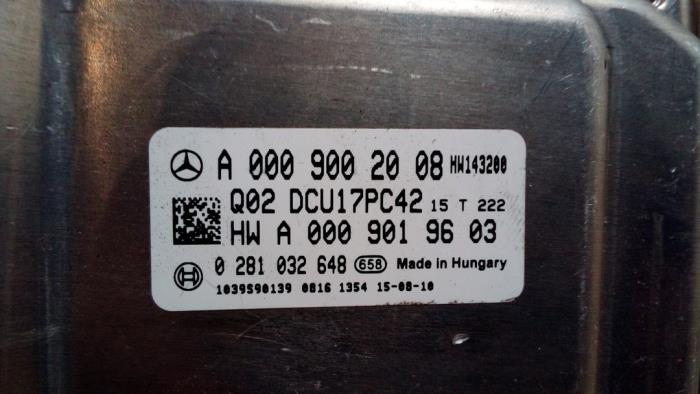 A 000 900 20 08 HW143200
Q02 DCU17PC42 15 T 222
HW A 000 901 96 03
0 281 032 648 658 Made in Hungary
1039S90139 0816 1354 15-08-10